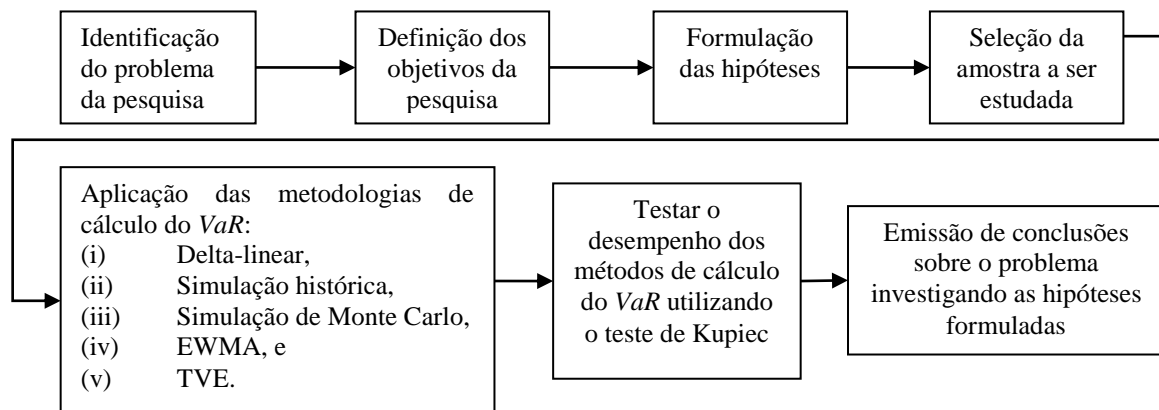 Identificação
do problema
da pesquisa
Definição dos
objetivos da
pesquisa
Formulação
das hipóteses
Seleção da
amostra a ser
estudada
Aplicação das metodologias de
cálculo do VaR:
(i) Delta-linear,
(ii) Simulação histórica,
(iii) Simulação de Monte Carlo,
(iv) EWMA, e
(v) TVE.
Testar o
desempenho dos
métodos de cálculo
do VaR utilizando
o teste de Kupiec
Emissão de conclusões
sobre o problema
investigando as hipóteses
formuladas